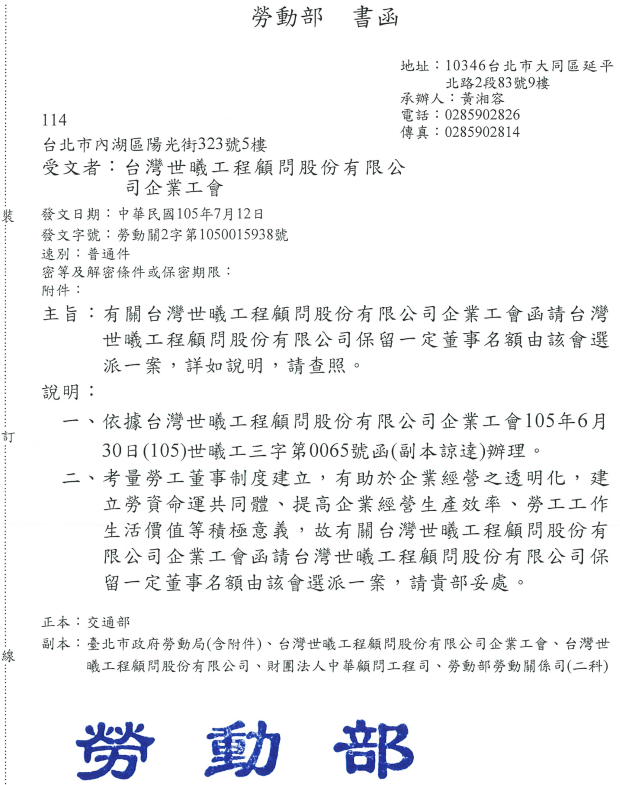 勞動部　書函
地址：10346台北市大同區延平
北路2段83號9樓
承辦人：黃湘容
電話：0285902826
傳真：0285902814
114
台北市內湖區陽光街323號5樓
受文者：台灣世曦工程顧問股份有限公
司企業工會
發文日期：中華民國105年7月12日
發文字號：勞動關2字第1050015938號
速別：普通件
密等及解密條件或保密期限：
附件：
主旨：有關台灣世曦工程顧問股份有限公司企業工會函請台灣
世曦工程顧問股份有限公司保留一定董事名額由該會選
派一案，詳如說明，請查照。
說明：
一、依據台灣世曦工程顧問股份有限公司企業工會105年6月
30日(105)世曦工三字第0065號函(副本諒達)辦理。
二、考量勞工董事制度建立，有助於企業經營之透明化，建
立勞資命運共同體、提高企業經營生產效率、勞工工作
生活價值等積極意義，故有關台灣世曦工程顧問股份有
限公司企業工會函請台灣世曦工程顧問股份有限公司保
留一定董事名額由該會選派一案，請貴部妥處。
正本：交通部
副本：臺北市政府勞動局(含附件)、台灣世曦工程顧問股份有限公司企業工會、台灣世
曦工程顧問股份有限公司、財團法人中華顧問工程司、勞動部勞動關係司(二科)
裝
訂
線
勞動部